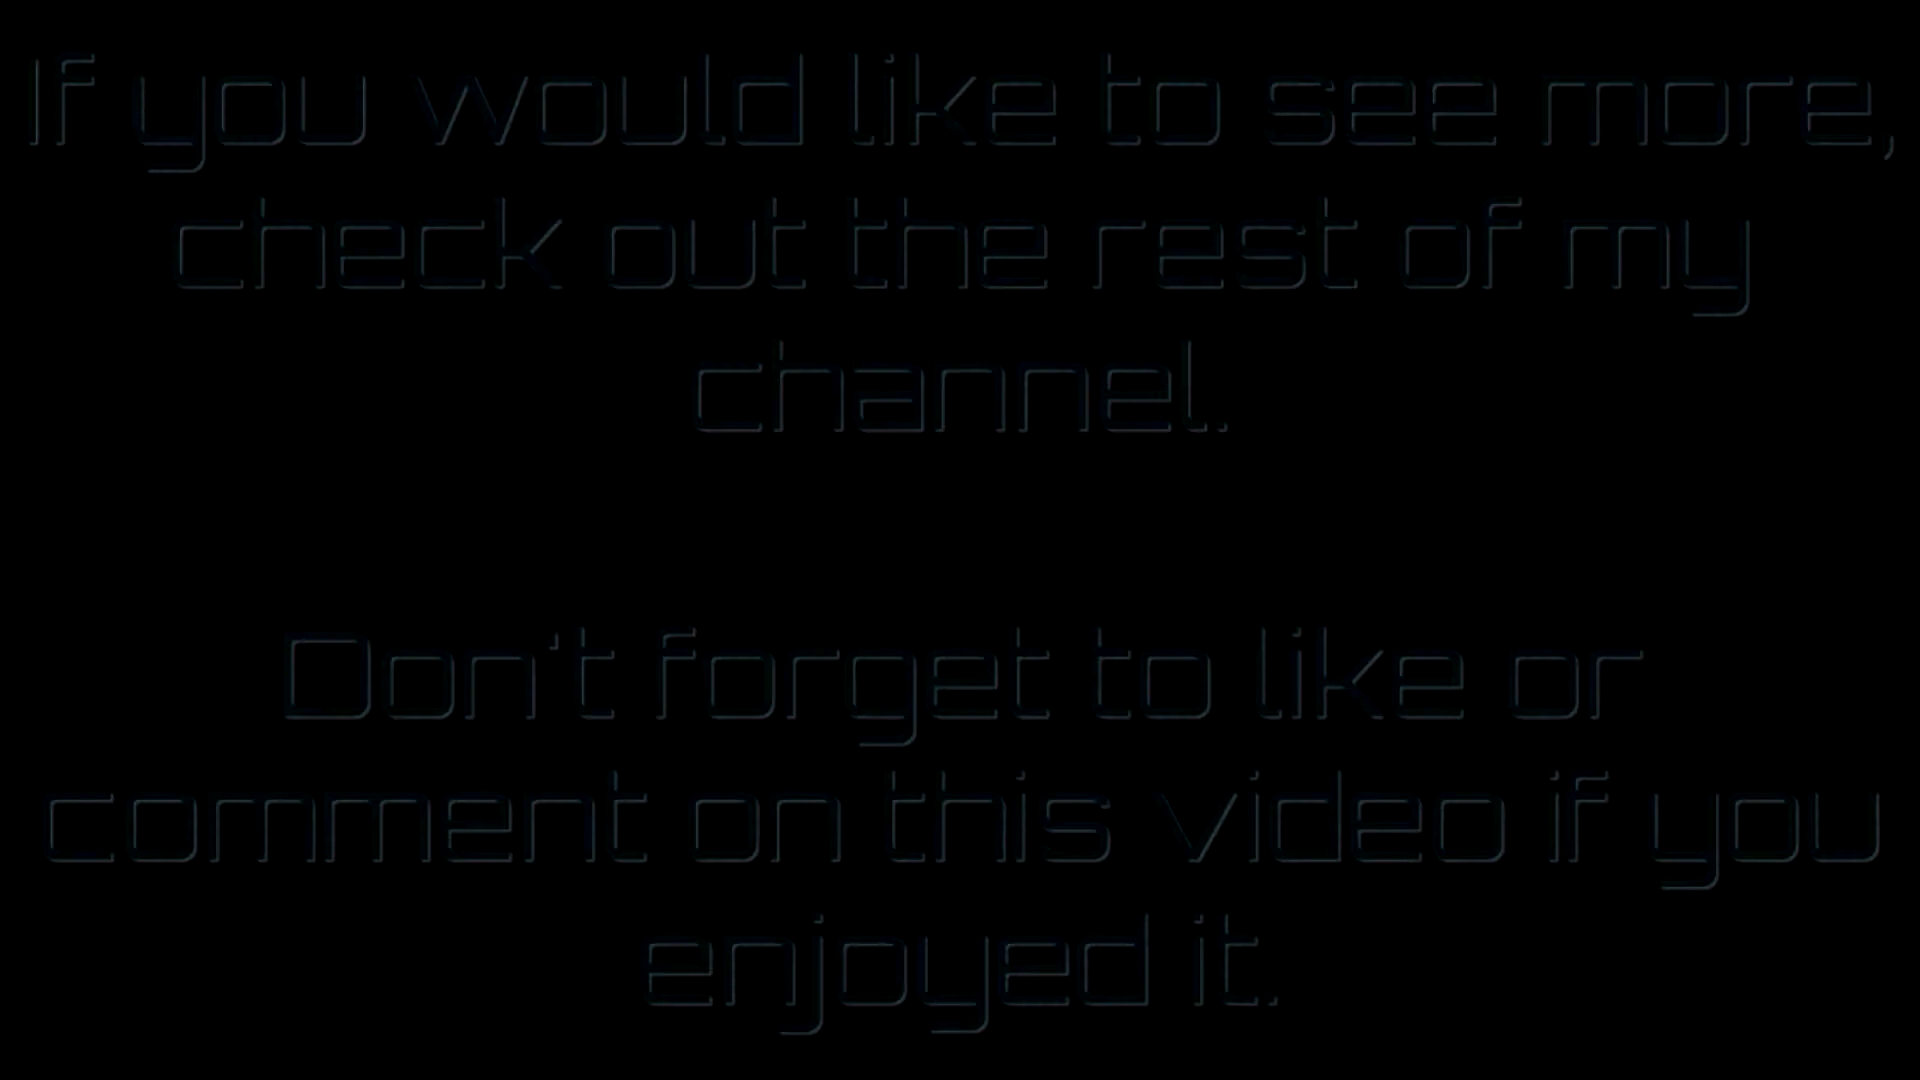 If you would like to see more,
check out the rest of my
channel.
Don't forget to like or
comment on this video if you
enjoyed it.